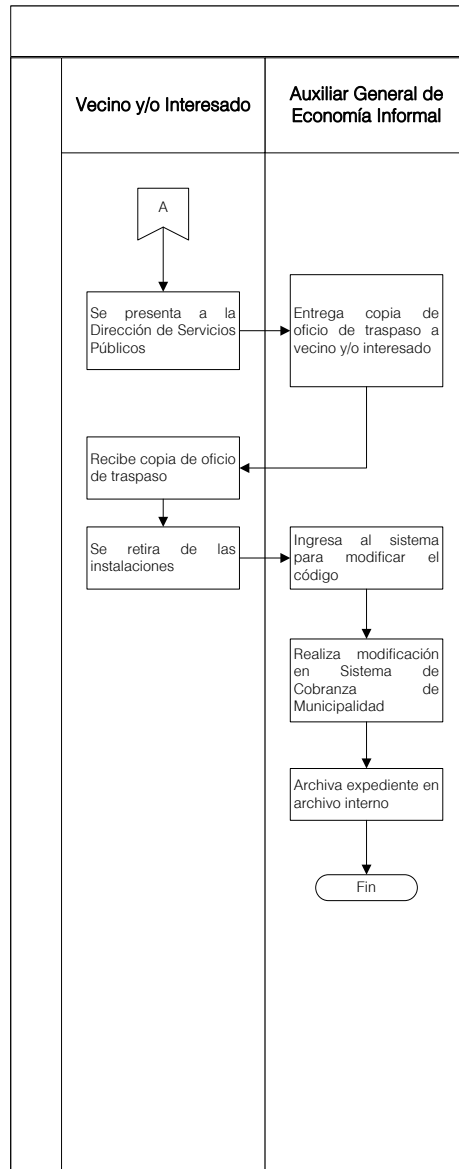 Vecino y/o Interesado
Auxiliar General de
Economía Informal
A
Se presenta a la
Dirección de Servicios
Públicos
Entrega copia de
oficio de traspaso a
vecino y/o interesado
Recibe copia de oficio
de traspaso
Se retira de las
instalaciones
Ingresa al sistema
para modificar el
código
Realiza modificación
en Sistema de
Cobranza de
Municipalidad
Archiva expediente en
archivo interno
Fin